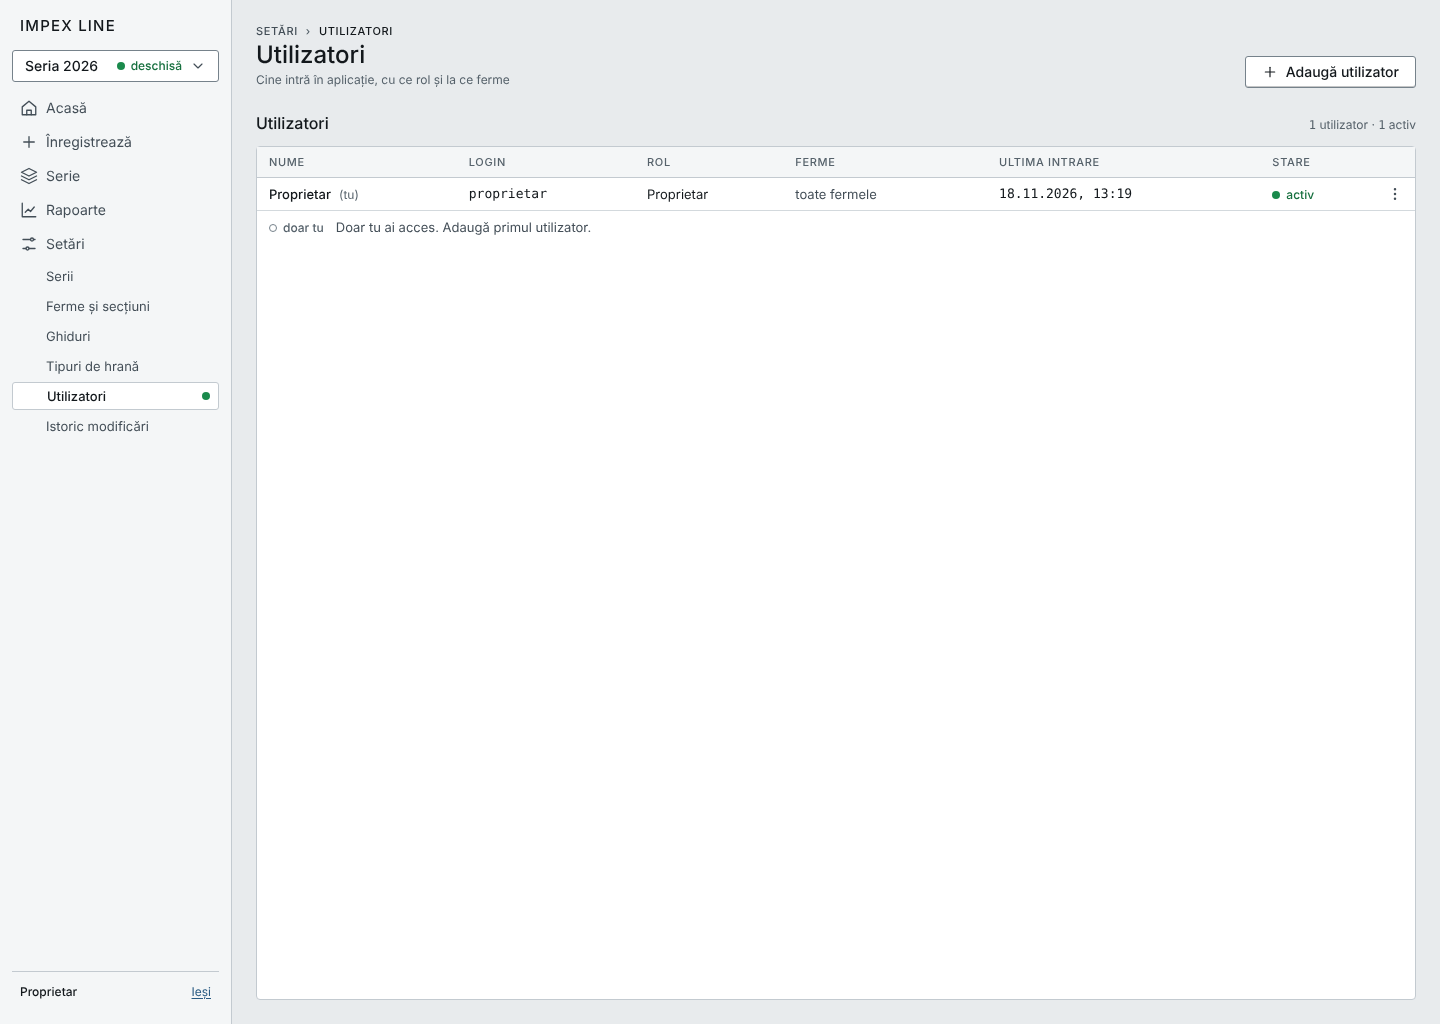 IMPEX LINE
Seria 2026 deschisă
Acasă
Înregistrează
Serie
Rapoarte
Setări
Serii
Ferme și secțiuni
Ghiduri
Tipuri de hrană
Utilizatori
Istoric modificări
Proprietar Ieși
SETĂRI › UTILIZATORI
Utilizatori
Cine intră în aplicație, cu ce rol și la ce ferme
Adaugă utilizator
Utilizatori
1 utilizator · 1 activ
NUME LOGIN ROL FERME ULTIMA INTRARE STARE
Proprietar (tu) proprietar Proprietar toate fermele 18.11.2026, 13:19 activ
doar tu Doar tu ai acces. Adaugă primul utilizator.